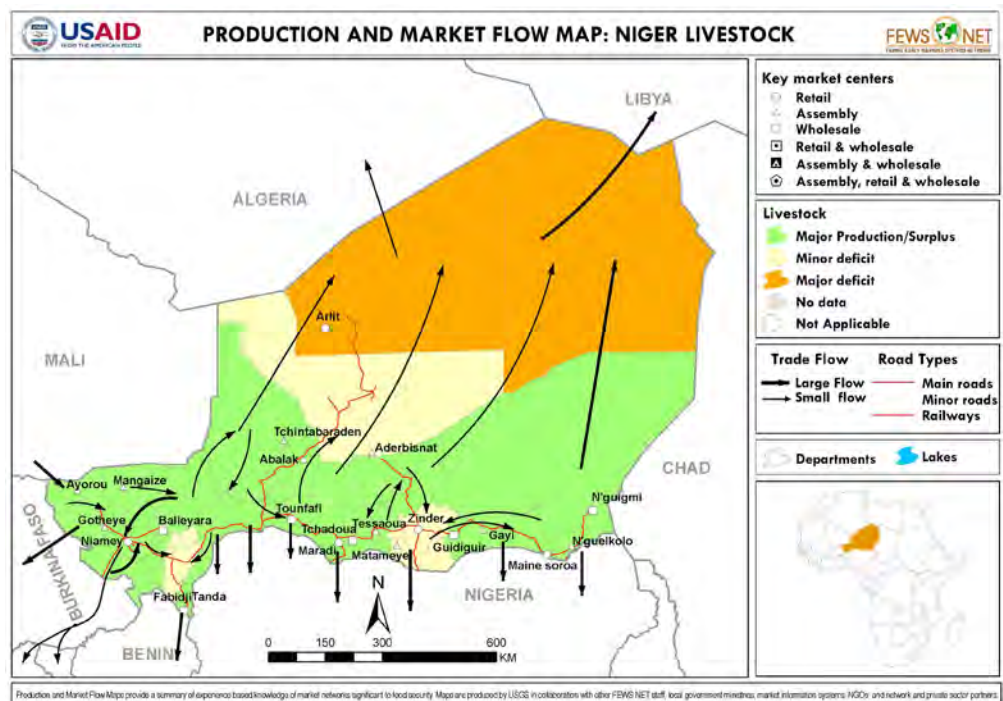 USAID
FROM THE AMERICAN PEOPLE
PRODUCTION AND MARKET FLOW MAP: NIGER LIVESTOCK
FEWS NET
FAMINE EARLY WARNING SYSTEMS NETWORK
LIBYA
ALGERIA
MALI
CHAD
NIGERIA
BENIN
BURKINAFASO
Arlit
Tchintabaraden
Abalak
Aderbisnat
Ayorou
Mangaize
Gotheye
Niamey
Balleyara
Tounfafi
Tchadoua
Tessaoua
Zinder
Maradi
Matameye
Guidiguir
Gayi
N'guigmi
N'guelkolo
Maine soroa
Fabidji
Tanda
N
0 150 300 600
KM
Key market centers
Retail
Assembly
Wholesale
Retail & wholesale
Assembly & wholesale
Assembly, retail & wholesale
Livestock
Major Production/Surplus
Minor deficit
Major deficit
No data
Not Applicable
Trade Flow Road Types
Large Flow Main roads
Small flow Minor roads
Railways
Departments Lakes
Production and Market Flow Maps provide a summary of experience based knowledge of market networks significant to food security. Maps are produced by USGS in collaboration with other FEWS NET staff, local government ministries, market information systems, NGOs, and network and private sector partners.